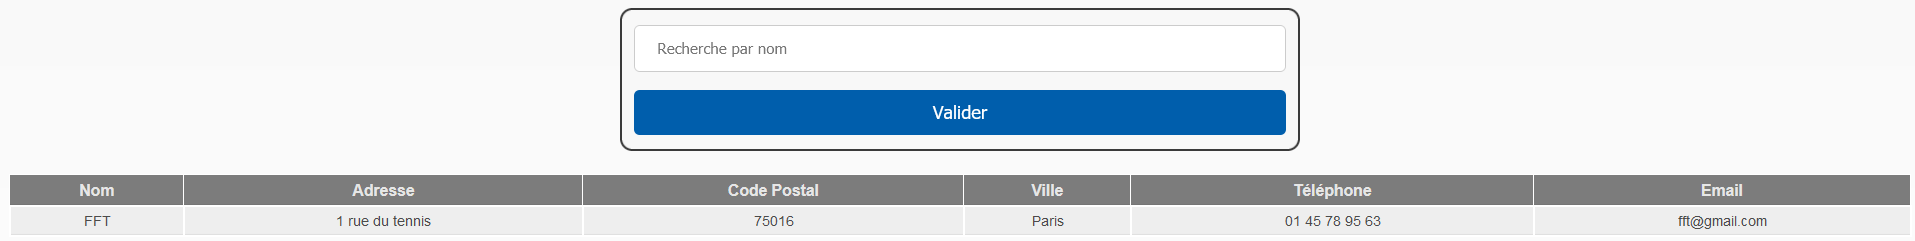 Recherche par nom
Valider
Nom Adresse Code Postal Ville Téléphone Email
FFT 1 rue du tennis 75016 Paris 01 45 78 95 63 fft@gmail.com